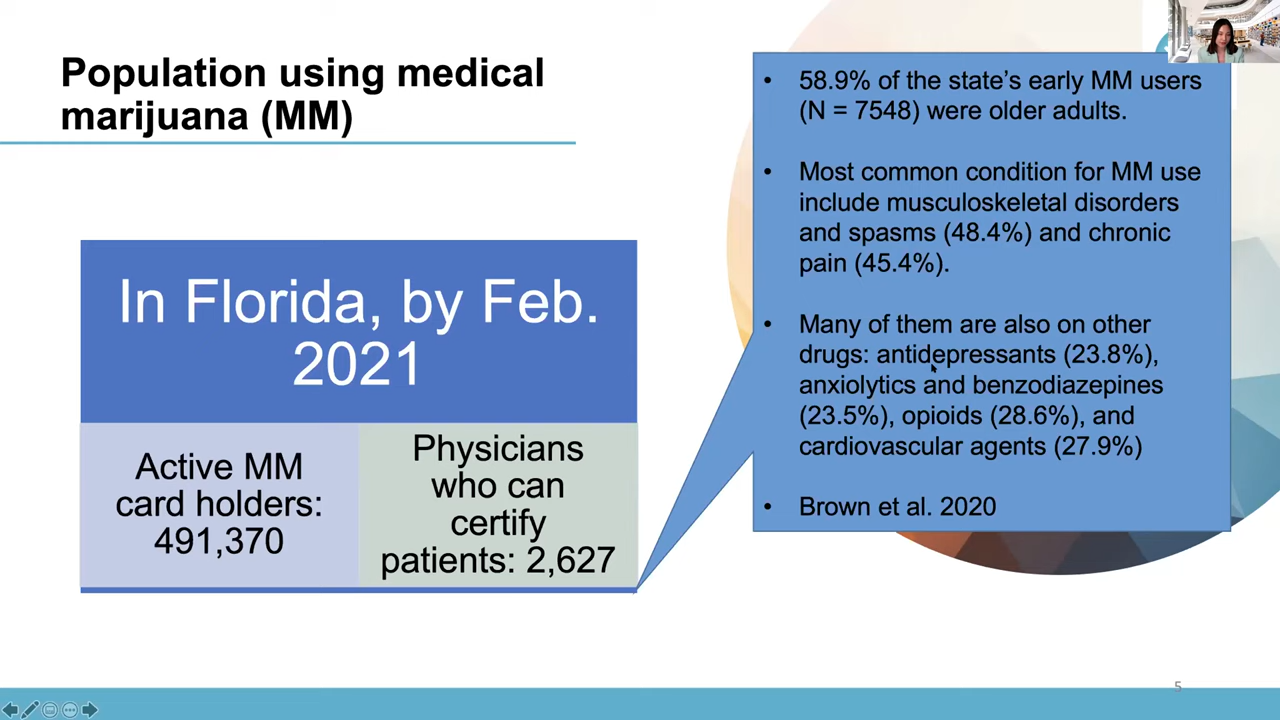 Population using medical
marijuana (MM)
In Florida, by Feb.
2021
Active MM
card holders:
491,370
Physicians
who can
certify
patients: 2,627
• 58.9% of the state's early MM users
(N = 7548) were older adults.
• Most common condition for MM use
include musculoskeletal disorders
and spasms (48.4%) and chronic
pain (45.4%).
• Many of them are also on other
drugs: antidepressants (23.8%),
anxiolytics and benzodiazepines
(23.5%), opioids (28.6%), and
cardiovascular agents (27.9%)
• Brown et al. 2020
5